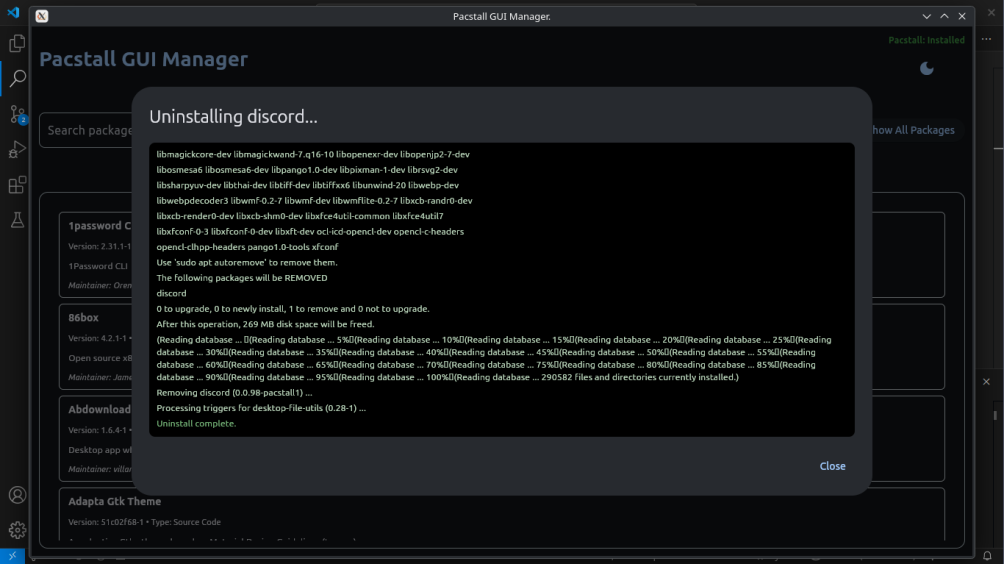 Pacstall GUI Manager.
Pacstall: Installed
Pacstall GUI Manager
Search package
how All Packages
Uninstalling discord...
libmagickcore-dev libmagickwand-7.q16-10 libopenexr-dev libopenjp2-7-dev
libosmesa6 libosmesa6-dev libpango1.0-dev libpixman-1-dev librsvg2-dev
libsharpyuv-dev libthai-dev libtiff-dev libtiffxx6 libunwind-20 libwebp-dev
libwebpdecoder3 libwmf-0.2-7 libwmf-dev libwmflite-0.2-7 libxcb-randr0-dev
libxcb-render0-dev libxcb-shm0-dev libxfce4util-common libxfce4util7
libxfconf-0-3 libxfconf-0-dev libxft-dev ocl-icd-opencl-dev opencl-c-headers
opencl-clhpp-headers pango1.0-tools xfconf
Use 'sudo apt autoremove' to remove them.
The following packages will be REMOVED
discord
0 to upgrade, 0 to newly install, 1 to remove and 0 not to upgrade.
After this operation, 269 MB disk space will be freed.
(Reading database ... ▯(Reading database ... 5%▯(Reading database ... 10%▯(Reading database ... 15%▯(Reading database ... 20%▯(Reading database ... 25%▯(Reading
database ... 30%▯(Reading database ... 35%▯(Reading database ... 40%▯(Reading database ... 45%▯(Reading database ... 50%▯(Reading database ... 55%▯(Reading
database ... 60%▯(Reading database ... 65%▯(Reading database ... 70%▯(Reading database ... 75%▯(Reading database ... 80%▯(Reading database ... 85%▯(Reading
database ... 90%▯(Reading database ... 95%▯(Reading database ... 100%▯(Reading database ... 290582 files and directories currently installed.)
Removing discord (0.0.98-pacstall1) ...
Processing triggers for desktop-file-utils (0.28-1) ...
Uninstall complete.
Close
1password C
Version: 2.31.1-1
1Password CLI
Maintainer: Oren
86box
Version: 4.2.1-1 •
Open source x8
Maintainer: Jame
Abdownload
Version: 1.6.4-1 •
Desktop app wh
Maintainer: villar
Adapta Gtk Theme
Version: 51c02f68-1 • Type: Source Code
2